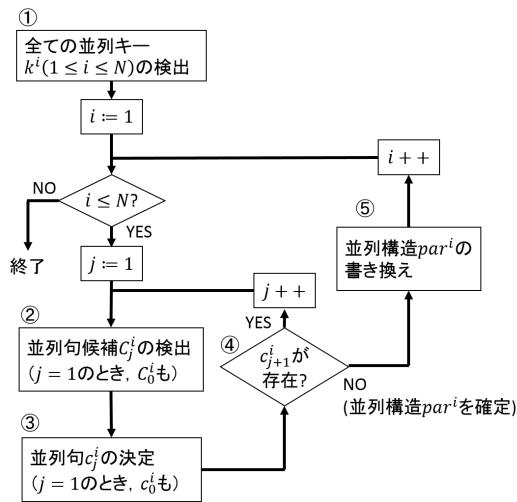 ①
全ての並列キー
k^i(1 ≤ i ≤ N)の検出
i ≔ 1
i ≤ N?
NO
YES
終了
j ≔ 1
②
並列句候補C_j^iの検出
(j = 1のとき, C_0^iも)
③
並列句c_j^iの決定
(j = 1のとき, c_0^iも)
④
c_{j+1}^iが
存在?
YES
j + +
NO
(並列構造par^iを確定)
⑤
並列構造par^iの
書き換え
i + +